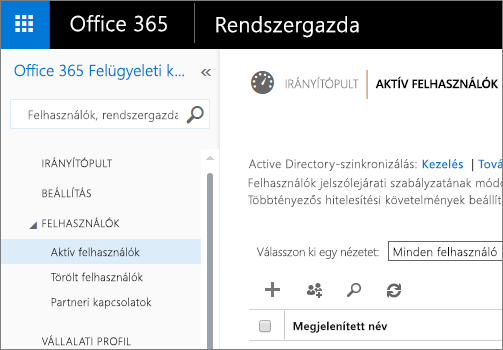 Office 365 Rendszergazda
Office 365 Felügyeleti k... «
Felhasználók, rendszergazda
IRÁNYÍTÓPULT
BEÁLLÍTÁS
FELHASZNÁLÓK
Aktív felhasználók
Törölt felhasználók
Partneri kapcsolatok
VÁLLALATI PROFIL
IRÁNYÍTÓPULT | AKTÍV FELHASZNÁLÓK
Active Directory-szinkronizálás: Kezelés | Tová
Felhasználók jelszólejárati szabályzatának móde
Többtényezős hitelesítési követelmények beállít
Válasszon ki egy nézetet: Minden felhasználó
Megjelenített név